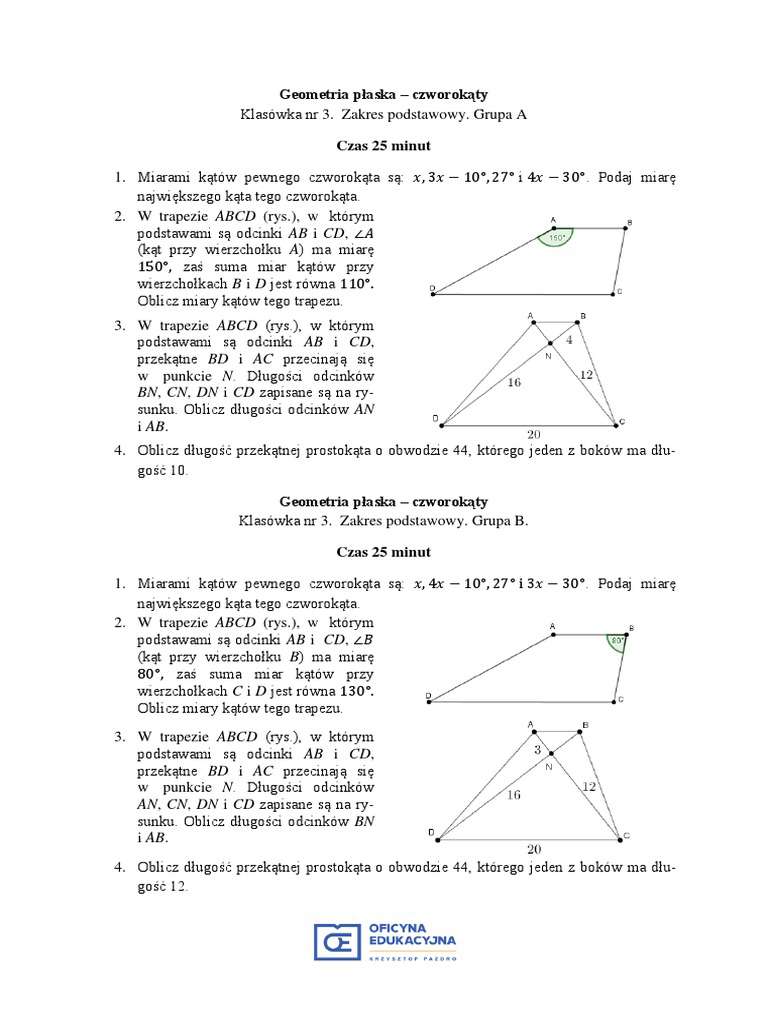 Geometria płaska – czworokąty
Klasówka nr 3. Zakres podstawowy. Grupa A
Czas 25 minut
1. Miarami kątów pewnego czworokąta są: x, 3x − 10°, 27° i 4x − 30°. Podaj miarę
największego kąta tego czworokąta.
2. W trapezie ABCD (rys.), w którym
podstawami są odcinki AB i CD, ∠A
(kąt przy wierzchołku A) ma miarę
150°, zaś suma miar kątów przy
wierzchołkach B i D jest równa 110°.
Oblicz miary kątów tego trapezu.
A
B
150°
D
C
3. W trapezie ABCD (rys.), w którym
podstawami są odcinki AB i CD,
przekątne BD i AC przecinają się
w punkcie N. Długości odcinków
BN, CN, DN i CD zapisane są na ry-
sunku. Oblicz długości odcinków AN
i AB.
A
B
4
N
16
12
D
C
20
4. Oblicz długość przekątnej prostokąta o obwodzie 44, którego jeden z boków ma dłu-
gość 10.
Geometria płaska – czworokąty
Klasówka nr 3. Zakres podstawowy. Grupa B.
Czas 25 minut
1. Miarami kątów pewnego czworokąta są: x, 4x − 10°, 27° i 3x − 30°. Podaj miarę
największego kąta tego czworokąta.
2. W trapezie ABCD (rys.), w którym
podstawami są odcinki AB i CD, ∠B
(kąt przy wierzchołku B) ma miarę
80°, zaś suma miar kątów przy
wierzchołkach C i D jest równa 130°.
Oblicz miary kątów tego trapezu.
A
B
80°
D
C
3. W trapezie ABCD (rys.), w którym
podstawami są odcinki AB i CD,
przekątne BD i AC przecinają się
w punkcie N. Długości odcinków
AN, CN, DN i CD zapisane są na ry-
sunku. Oblicz długości odcinków BN
i AB.
A
B
3
N
16
12
D
C
20
4. Oblicz długość przekątnej prostokąta o obwodzie 44, którego jeden z boków ma dłu-
gość 12.
OFICYNA
EDUKACYJNA
KRZYSZTOF PAZDRO